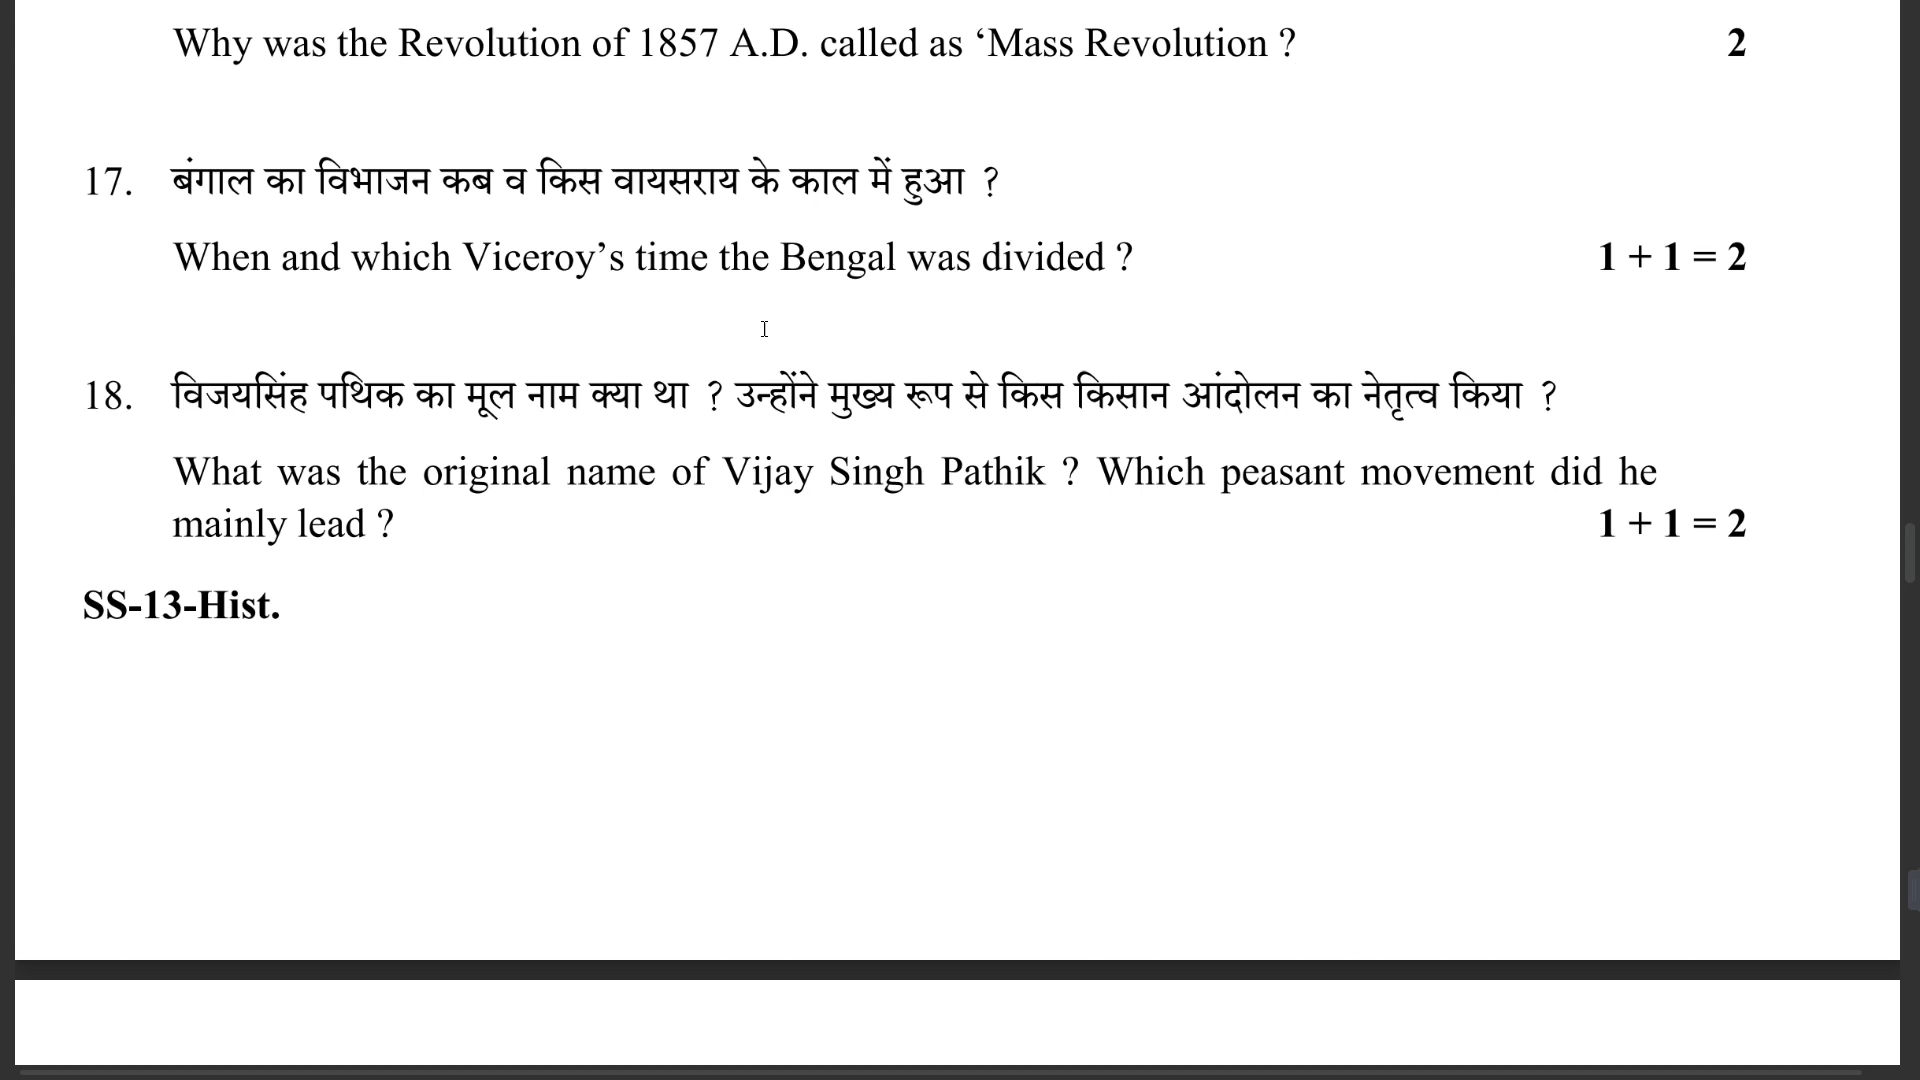 Why was the Revolution of 1857 A.D. called as ‘Mass Revolution ? 2
17. बंगाल का विभाजन कब व किस वायसराय के काल में हुआ ?
When and which Viceroy’s time the Bengal was divided ? 1 + 1 = 2
18. विजयसिंह पथिक का मूल नाम क्या था ? उन्होंने मुख्य रूप से किस किसान आंदोलन का नेतृत्व किया ?
What was the original name of Vijay Singh Pathik ? Which peasant movement did he
mainly lead ? 1 + 1 = 2
SS-13-Hist.